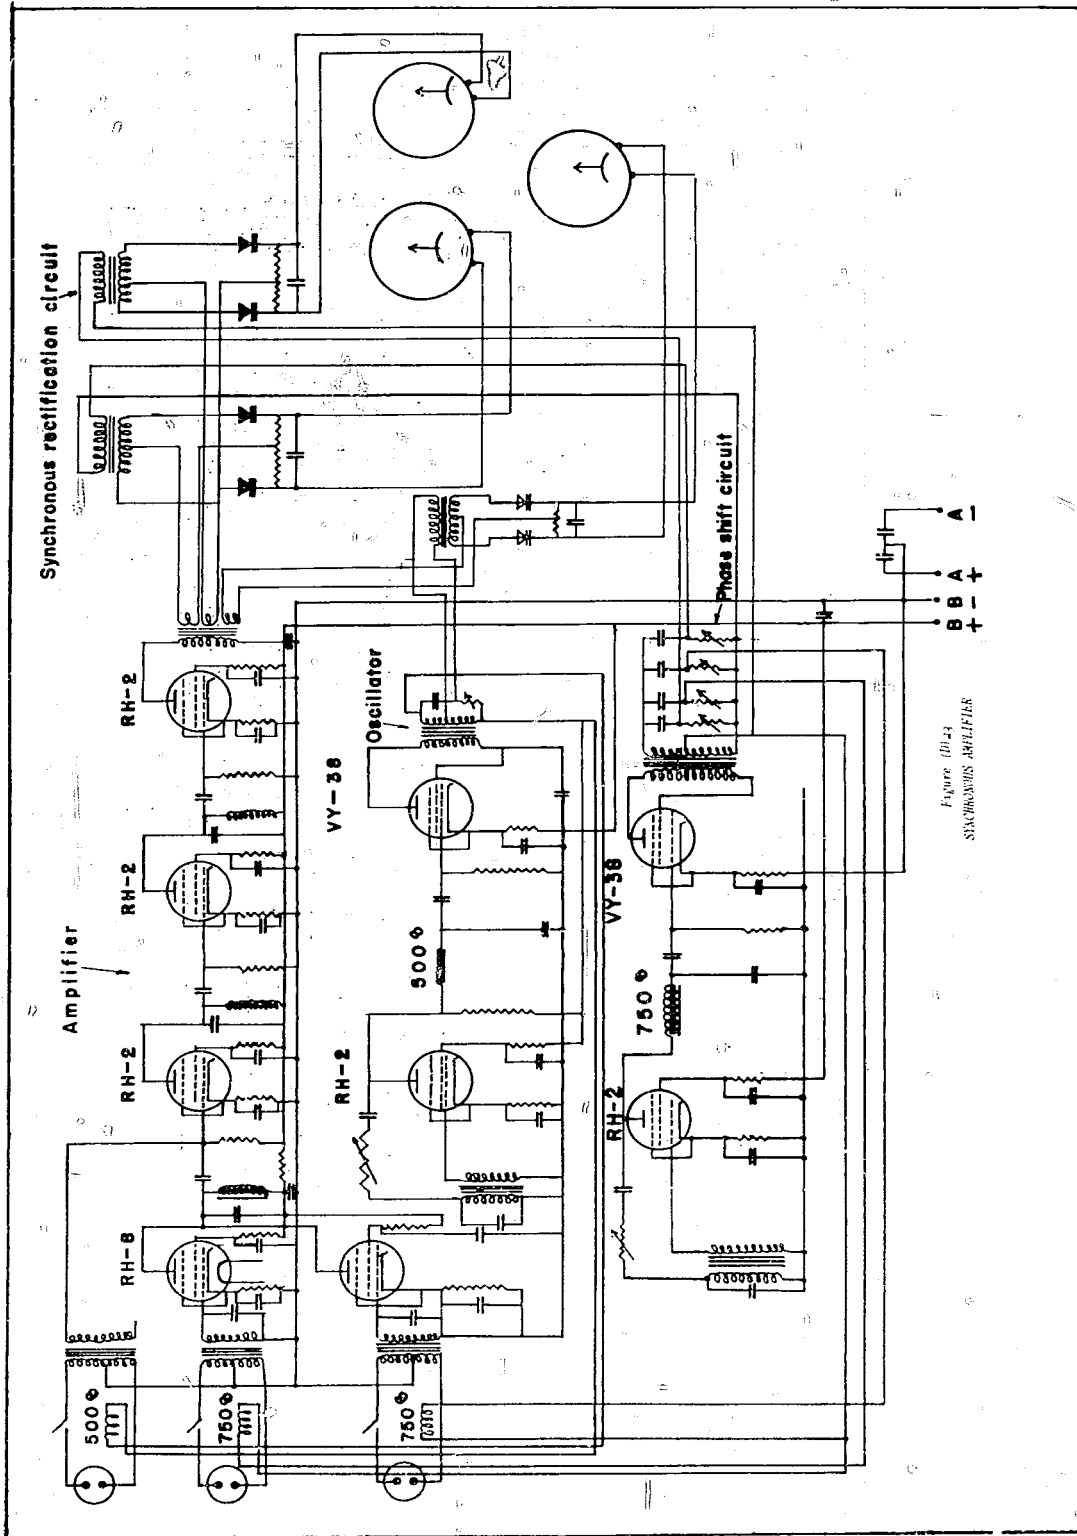 Synchronous rectification circuit
Amplifier
RH-8
RH-2
RH-2
RH-2
Oscillator
VY-38
RH-2
500~
VY-38
RH-2
750~
Phase shift circuit
500~
750~
750~
B+
B-
A+
A-
SYNCHRONOUS AMPLIFIER